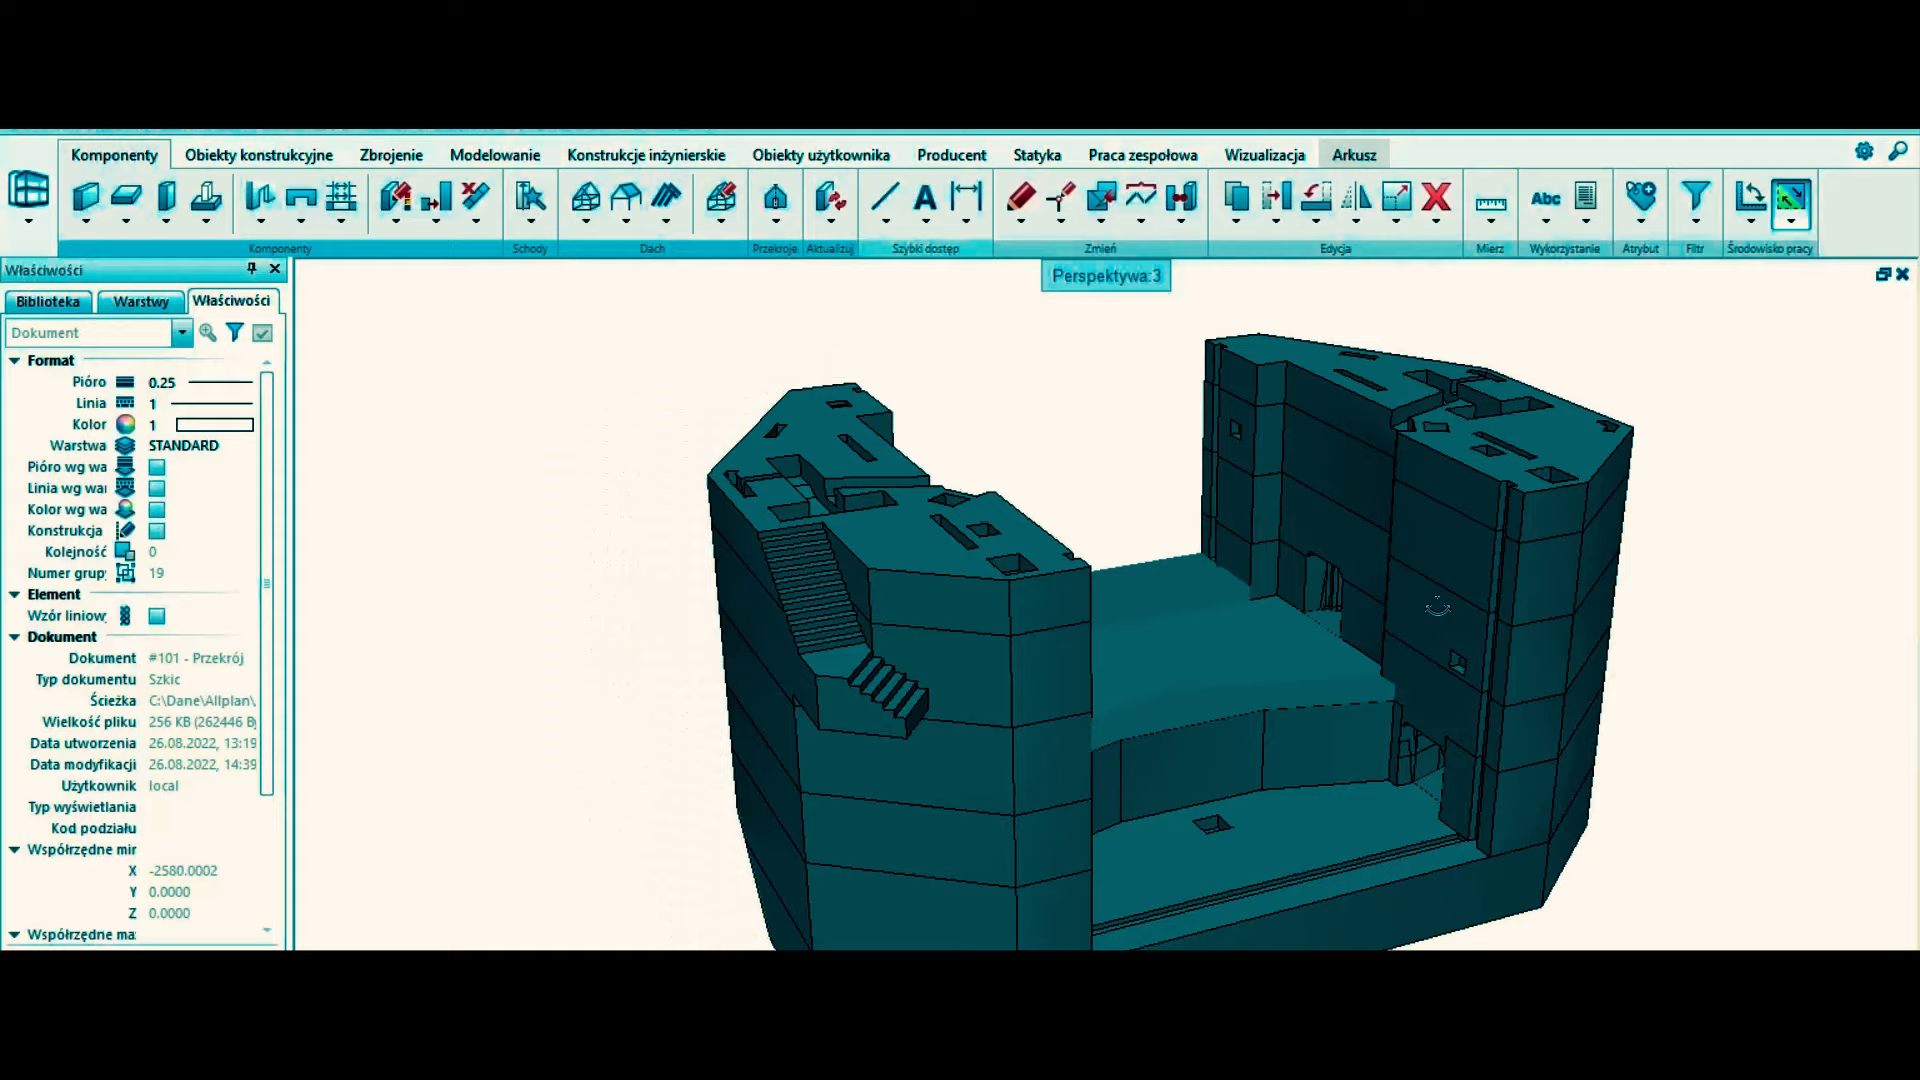 Komponenty Obiekty konstrukcyjne Zbrojenie Modelowanie Konstrukcje inżynierskie Obiekty użytkownika Producent Statyka Praca zespołowa Wizualizacja Arkusz
A Abc
Komponenty Schody Dach Przekroje Aktualizuj Szybki dostęp Zmień Edycja Mierz Wykorzystanie Atrybut Filtr Środowisko pracy
Właściwości
Perspektywa:3
Biblioteka Warstwy Właściwości
Dokument
Format
Pióro 0.25
Linia 1
Kolor 1
Warstwa STANDARD
Pióro wg wa
Linia wg wa
Kolor wg wa
Konstrukcja
Kolejność 0
Numer grup 19
Element
Wzór liniow
Dokument
Dokument #101 - Przekrój
Typ dokumentu Szkic
Ścieżka C:\Dane\Allplan\
Wielkość pliku 256 KB (262446 B
Data utworzenia 26.08.2022, 13:19
Data modyfikacji 26.08.2022, 14:39
Użytkownik local
Typ wyświetlania
Kod podziału
Współrzędne mir
X -2580.0002
Y 0.0000
Z 0.0000
Współrzędne ma